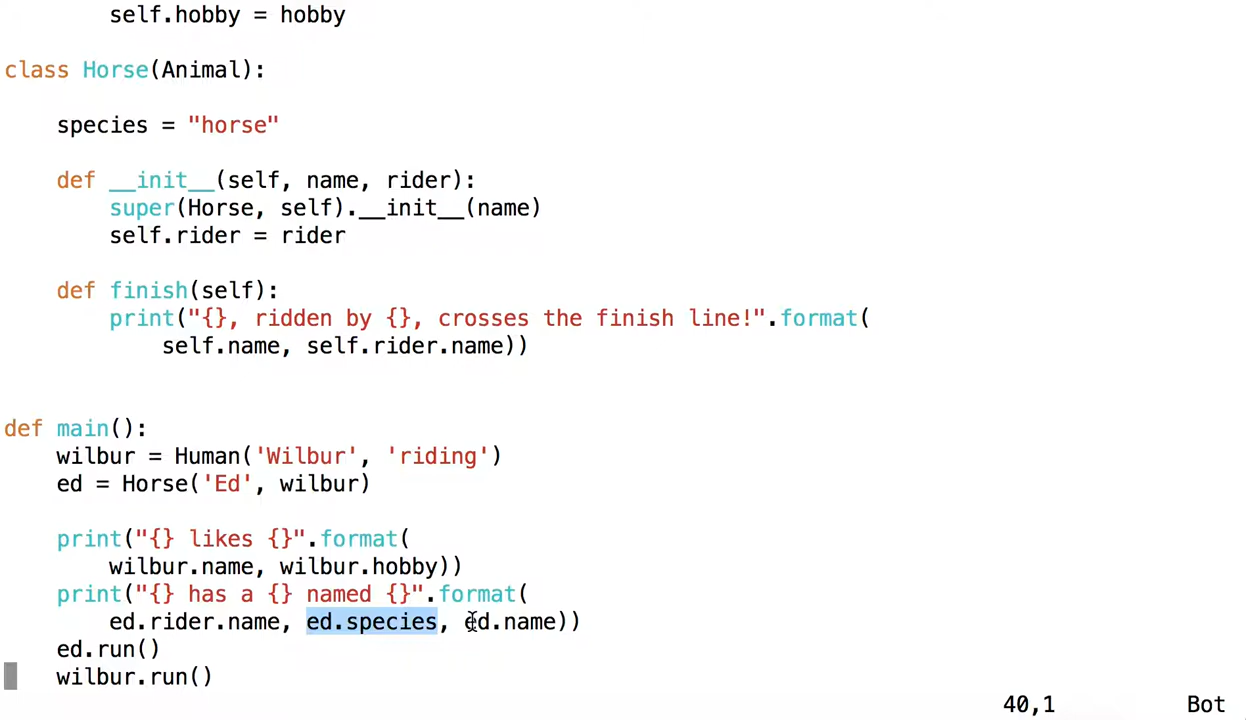 self.hobby = hobby
class Horse(Animal):
species = "horse"
def __init__(self, name, rider):
super(Horse, self).__init__(name)
self.rider = rider
def finish(self):
print("{}, ridden by {}, crosses the finish line!".format(
self.name, self.rider.name))
def main():
wilbur = Human('Wilbur', 'riding')
ed = Horse('Ed', wilbur)
print("{} likes {}".format(
wilbur.name, wilbur.hobby))
print("{} has a {} named {}".format(
ed.rider.name, ed.species, ed.name))
ed.run()
wilbur.run()
40,1 Bot